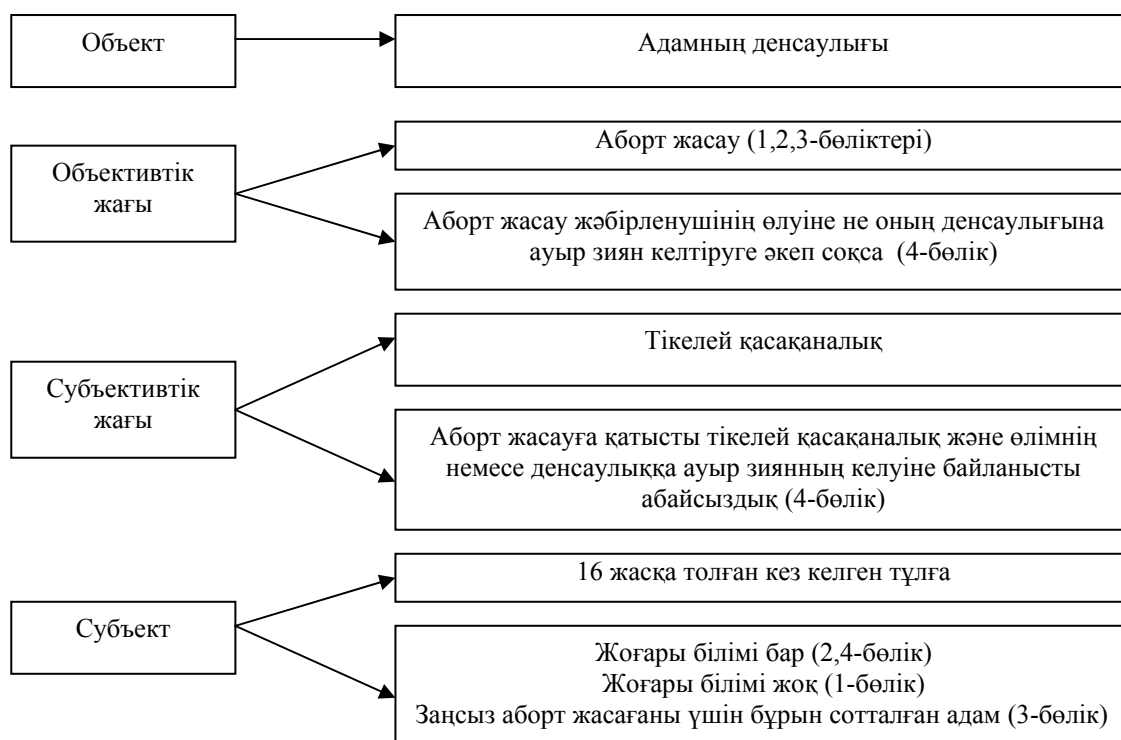 Объект
Адамның денсаулығы
Объективтік
жағы
Аборт жасау (1,2,3-бөліктері)
Аборт жасау жәбірленушінің өлуіне не оның денсаулығына
ауыр зиян келтіруге әкеп соқса (4-бөлік)
Субъективтік
жағы
Тікелей қасақаналық
Аборт жасауға қатысты тікелей қасақаналық және өлімнің
немесе денсаулыққа ауыр зиянның келуіне байланысты
абайсыздық (4-бөлік)
Субъект
16 жасқа толған кез келген тұлға
Жоғары білімі бар (2,4-бөлік)
Жоғары білімі жоқ (1-бөлік)
Заңсыз аборт жасағаны үшін бұрын сотталған адам (3-бөлік)